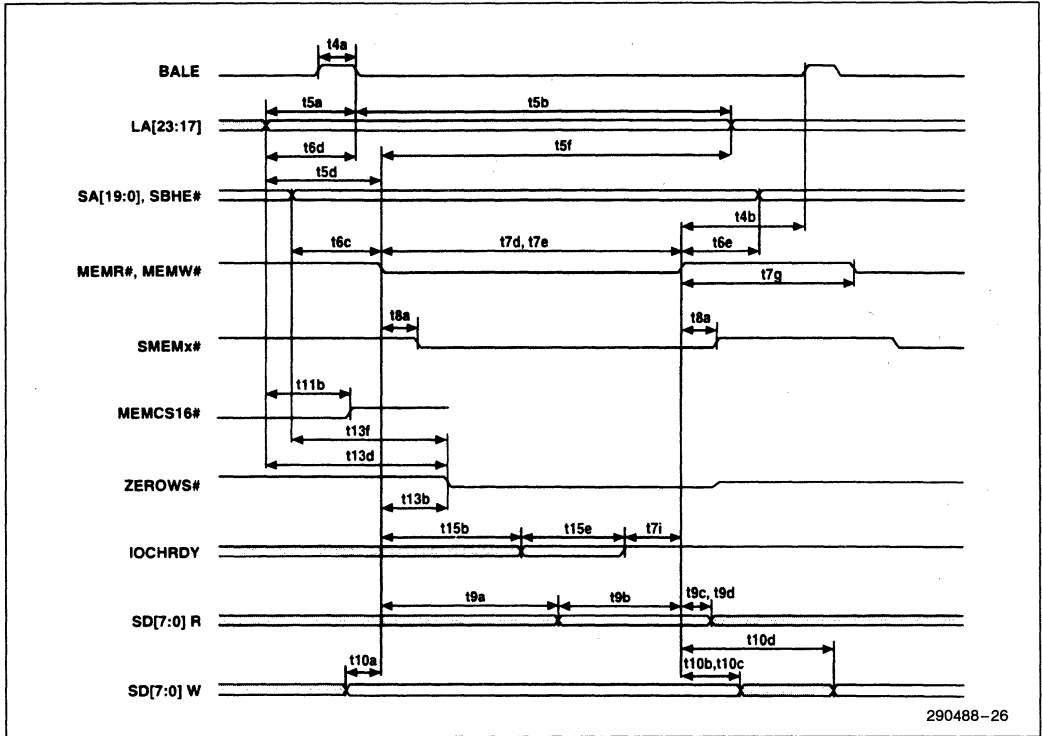 t4a
BALE
t5a
t5b
LA[23:17]
t6d
t5f
t5d
SA[19:0], SBHE#
t4b
t6c
t7d, t7e
t6e
MEMR#, MEMW#
t7g
t8a
t8a
SMEMx#
t11b
MEMCS16#
t13f
t13d
ZEROWS#
t13b
t15b
t15e
t7i
IOCHRDY
t9a
t9b
t9c, t9d
SD[7:0] R
t10d
t10a
t10b,t10c
SD[7:0] W
290488–26